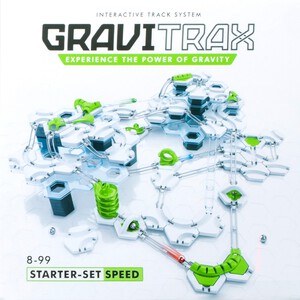 INTERACTIVE TRACK SYSTEM
GRAVITRAX
EXPERIENCE THE POWER OF GRAVITY
8-99
STARTER-SET SPEED